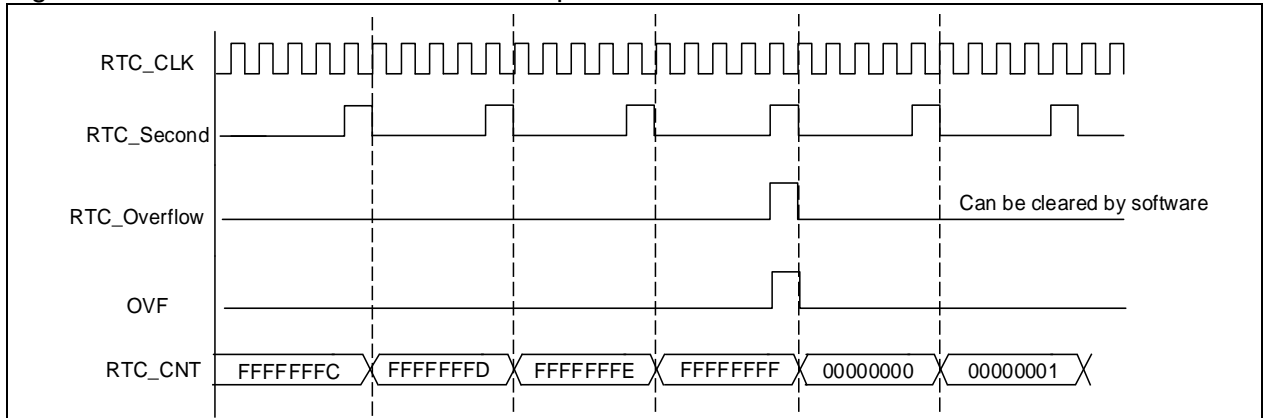 RTC_CLK
RTC_Second
RTC_Overflow
Can be cleared by software
OVF
RTC_CNT FFFFFFFC FFFFFFFD FFFFFFFE FFFFFFFF 00000000 00000001